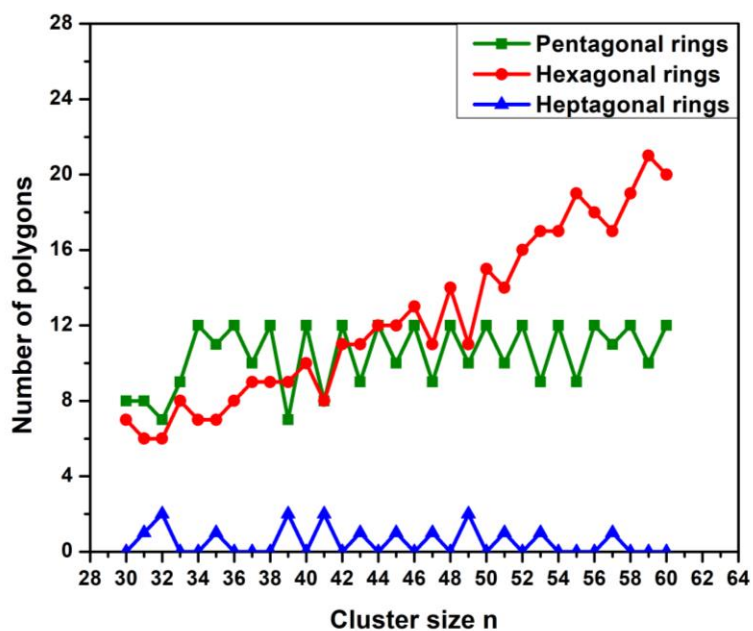 28
24
20
16
12
8
4
0
Number of polygons
Pentagonal rings
Hexagonal rings
Heptagonal rings
28 30 32 34 36 38 40 42 44 46 48 50 52 54 56 58 60 62 64
Cluster size n